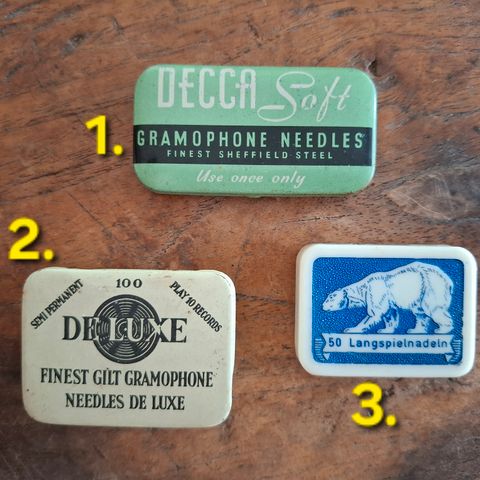 1.
DECCA Soft
GRAMOPHONE NEEDLES
FINEST SHEFFIELD STEEL
Use once only
2.
100
SEMI PERMANENT
PLAY 10 RECORDS
DE LUXE
FINEST GILT GRAMOPHONE
NEEDLES DE LUXE
50 Langspielnadeln
3.